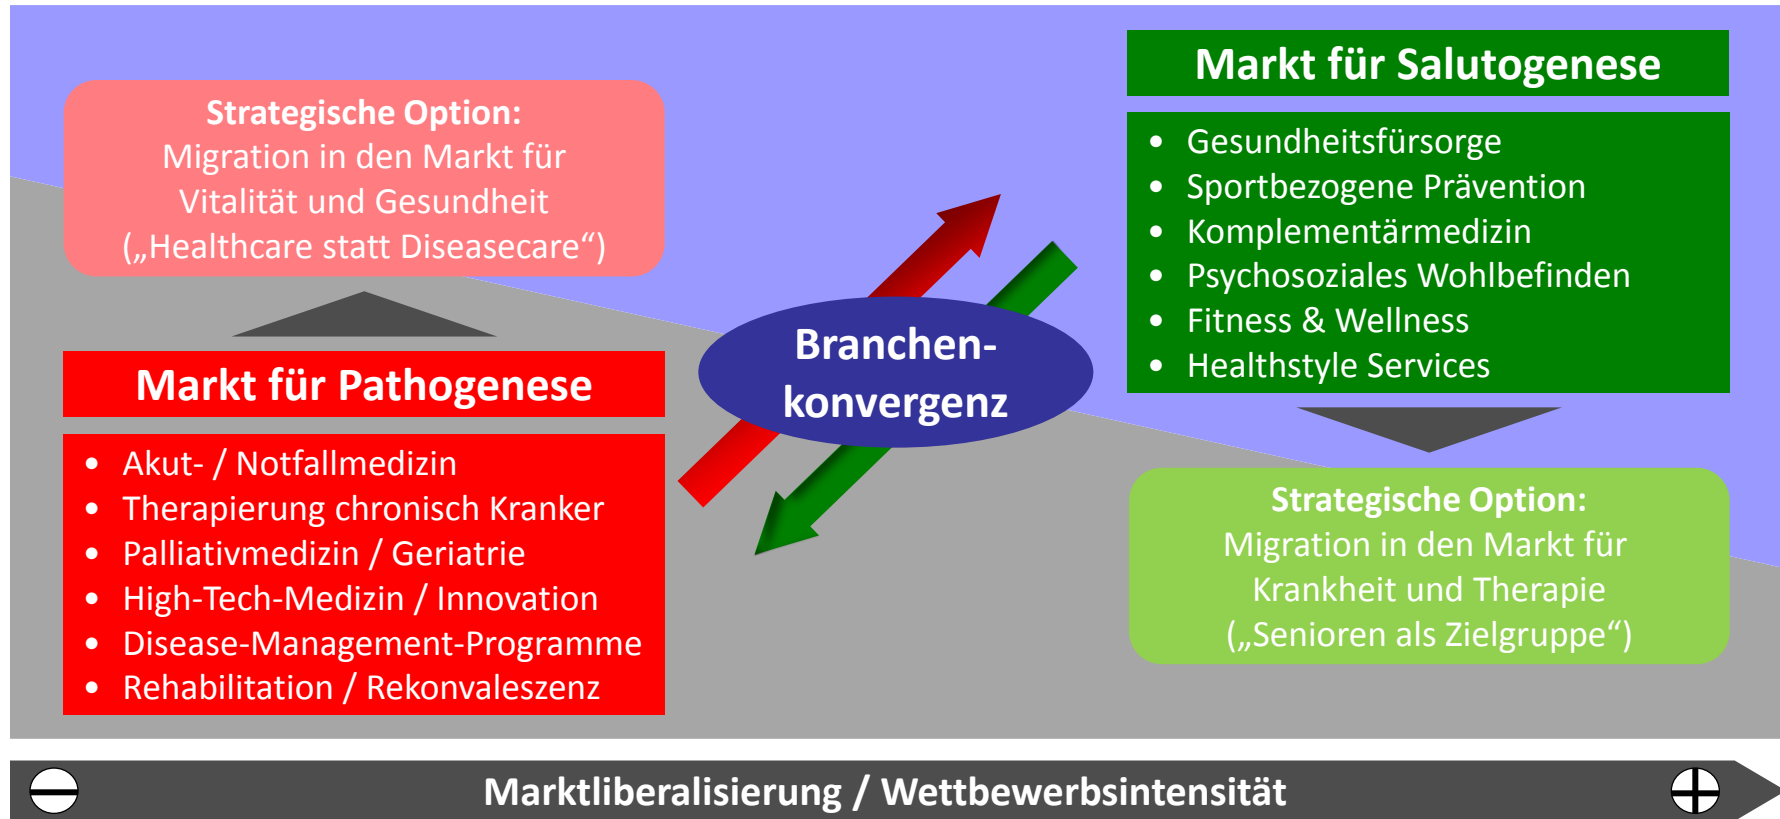 Strategische Option:
Migration in den Markt für
Vitalität und Gesundheit
(„Healthcare statt Diseasecare“)
Markt für Pathogenese
• Akut- / Notfallmedizin
• Therapierung chronisch Kranker
• Palliativmedizin / Geriatrie
• High-Tech-Medizin / Innovation
• Disease-Management-Programme
• Rehabilitation / Rekonvaleszenz
Branchen-
konvergenz
Markt für Salutogenese
• Gesundheitsfürsorge
• Sportbezogene Prävention
• Komplementärmedizin
• Psychosoziales Wohlbefinden
• Fitness & Wellness
• Healthstyle Services
Strategische Option:
Migration in den Markt für
Krankheit und Therapie
(„Senioren als Zielgruppe“)
Marktliberalisierung / Wettbewerbsintensität